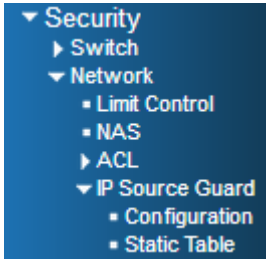 Security
Switch
Network
Limit Control
NAS
ACL
IP Source Guard
Configuration
Static Table